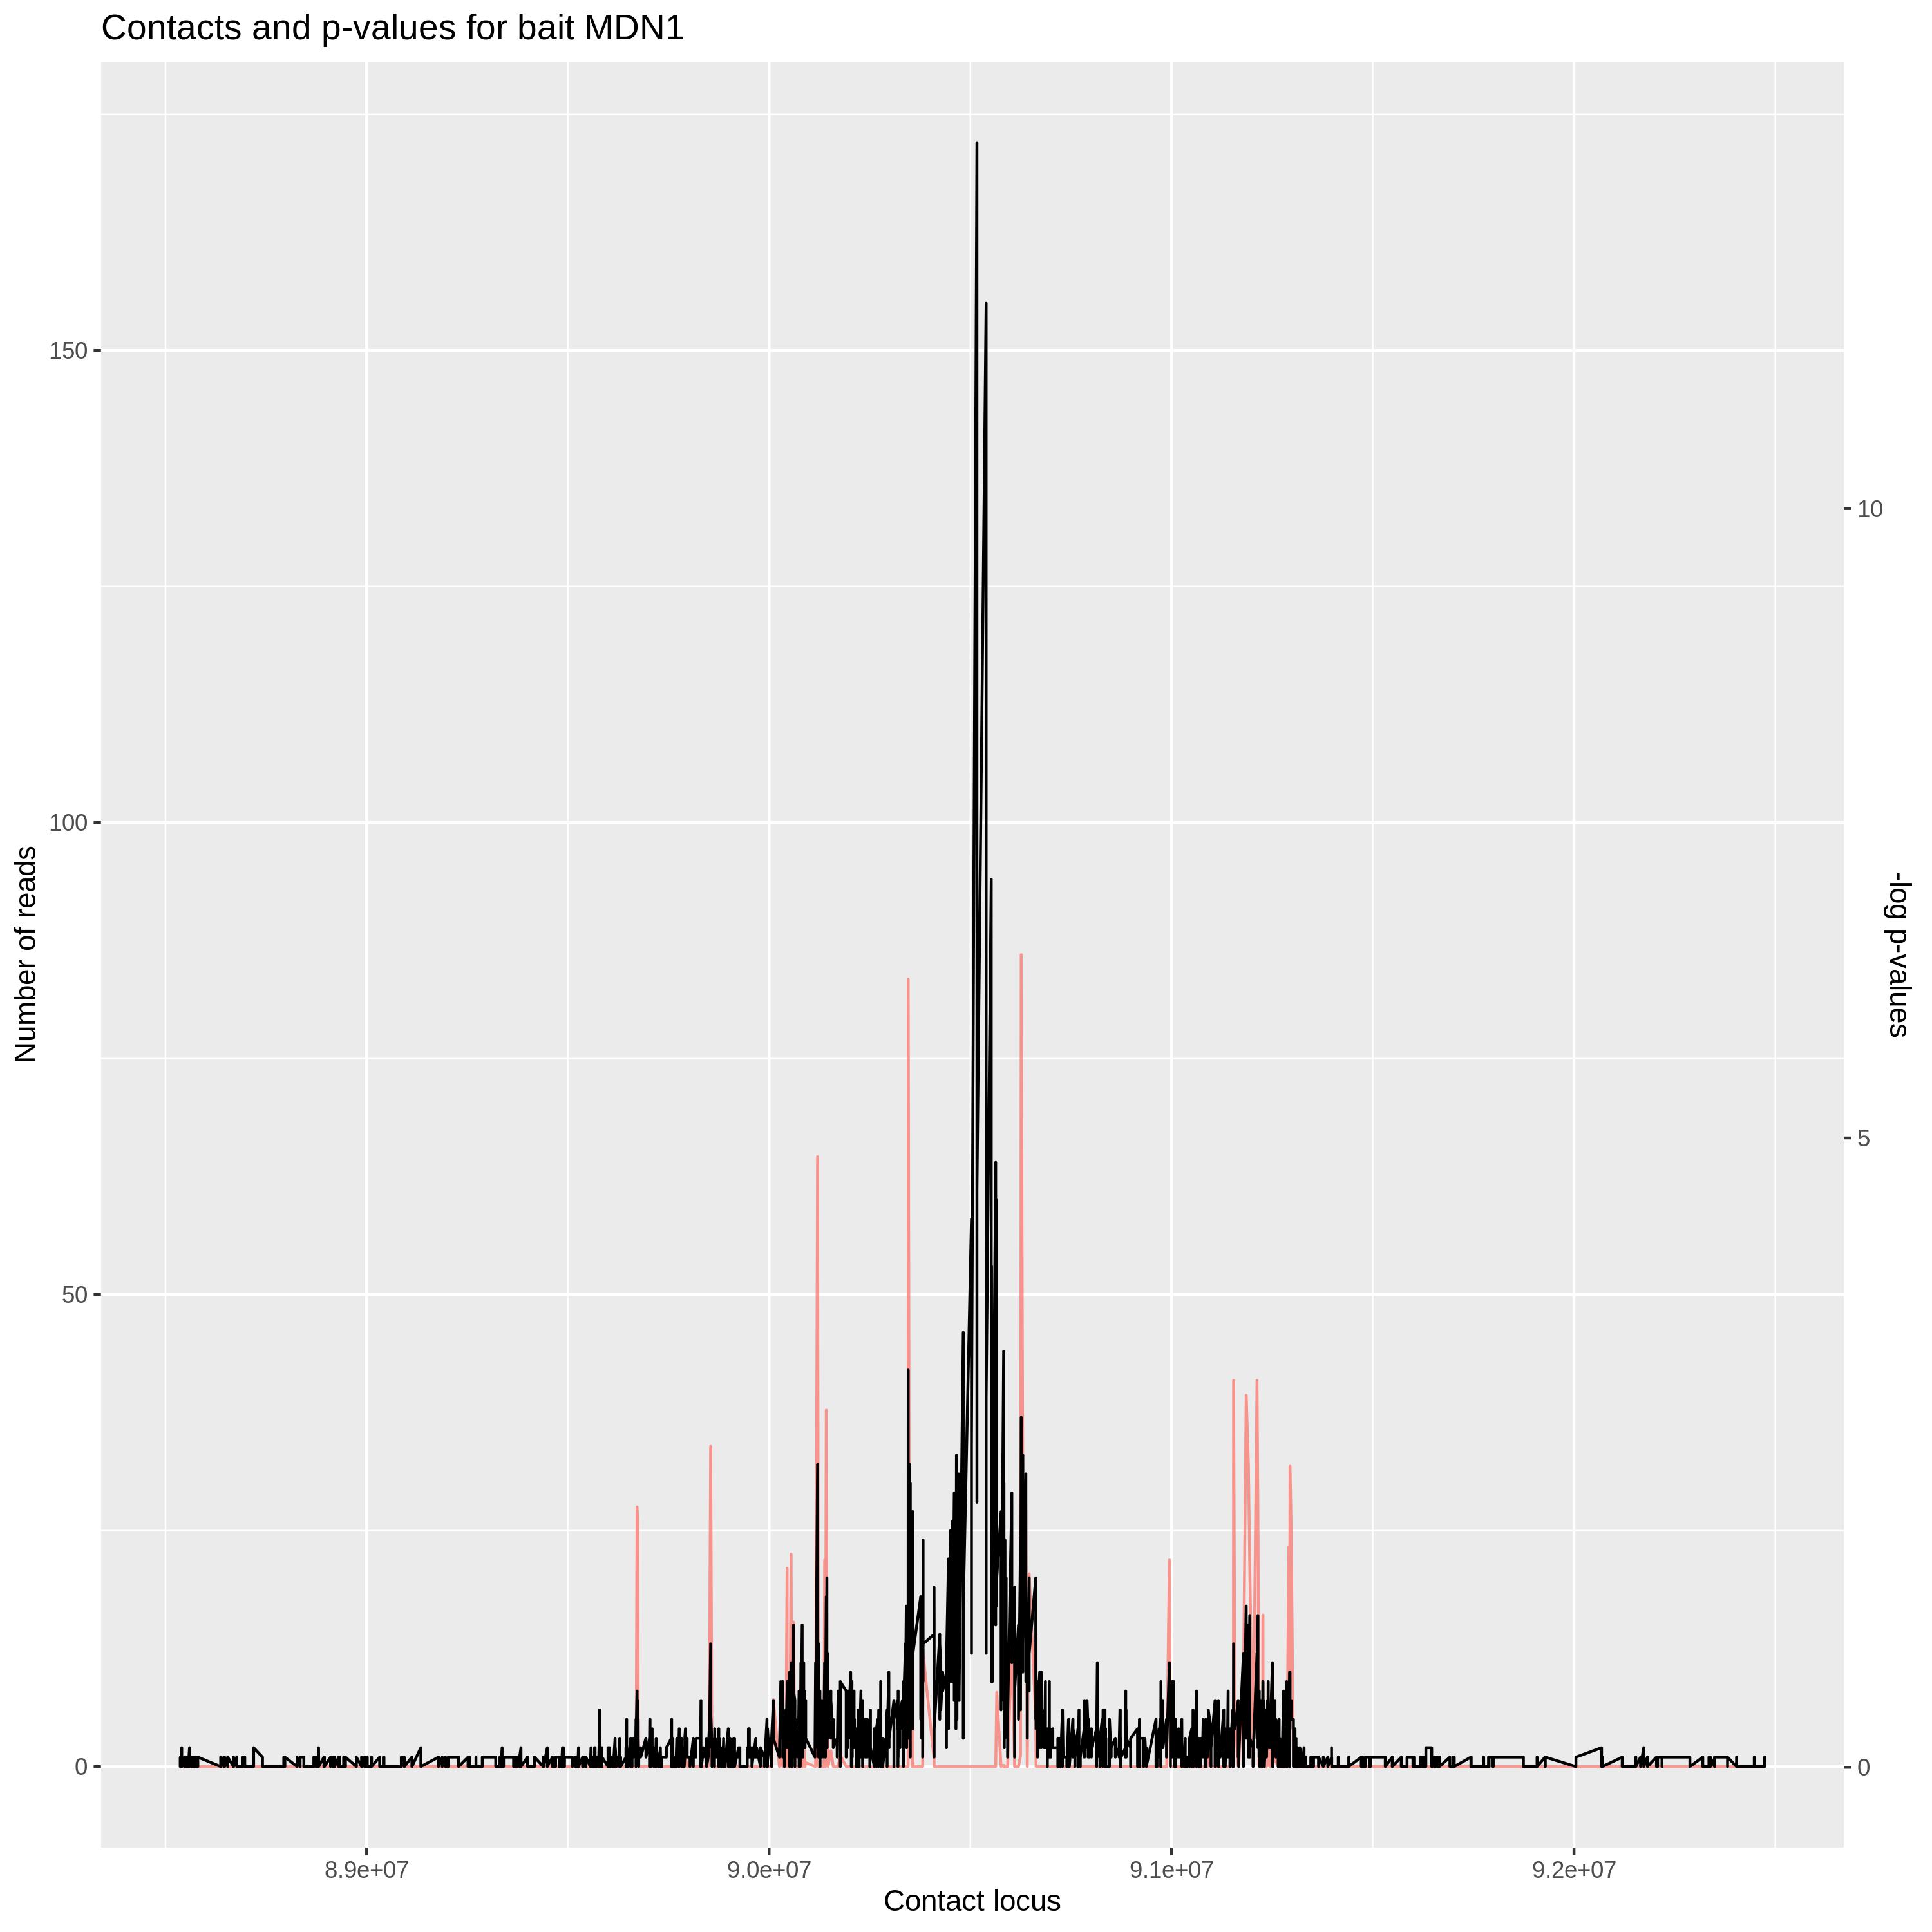 Contacts and p-values for bait MDN1
150
100
50
0
Number of reads
10
5
0
-log p-values
8.9e+07 9.0e+07 9.1e+07 9.2e+07
Contact locus